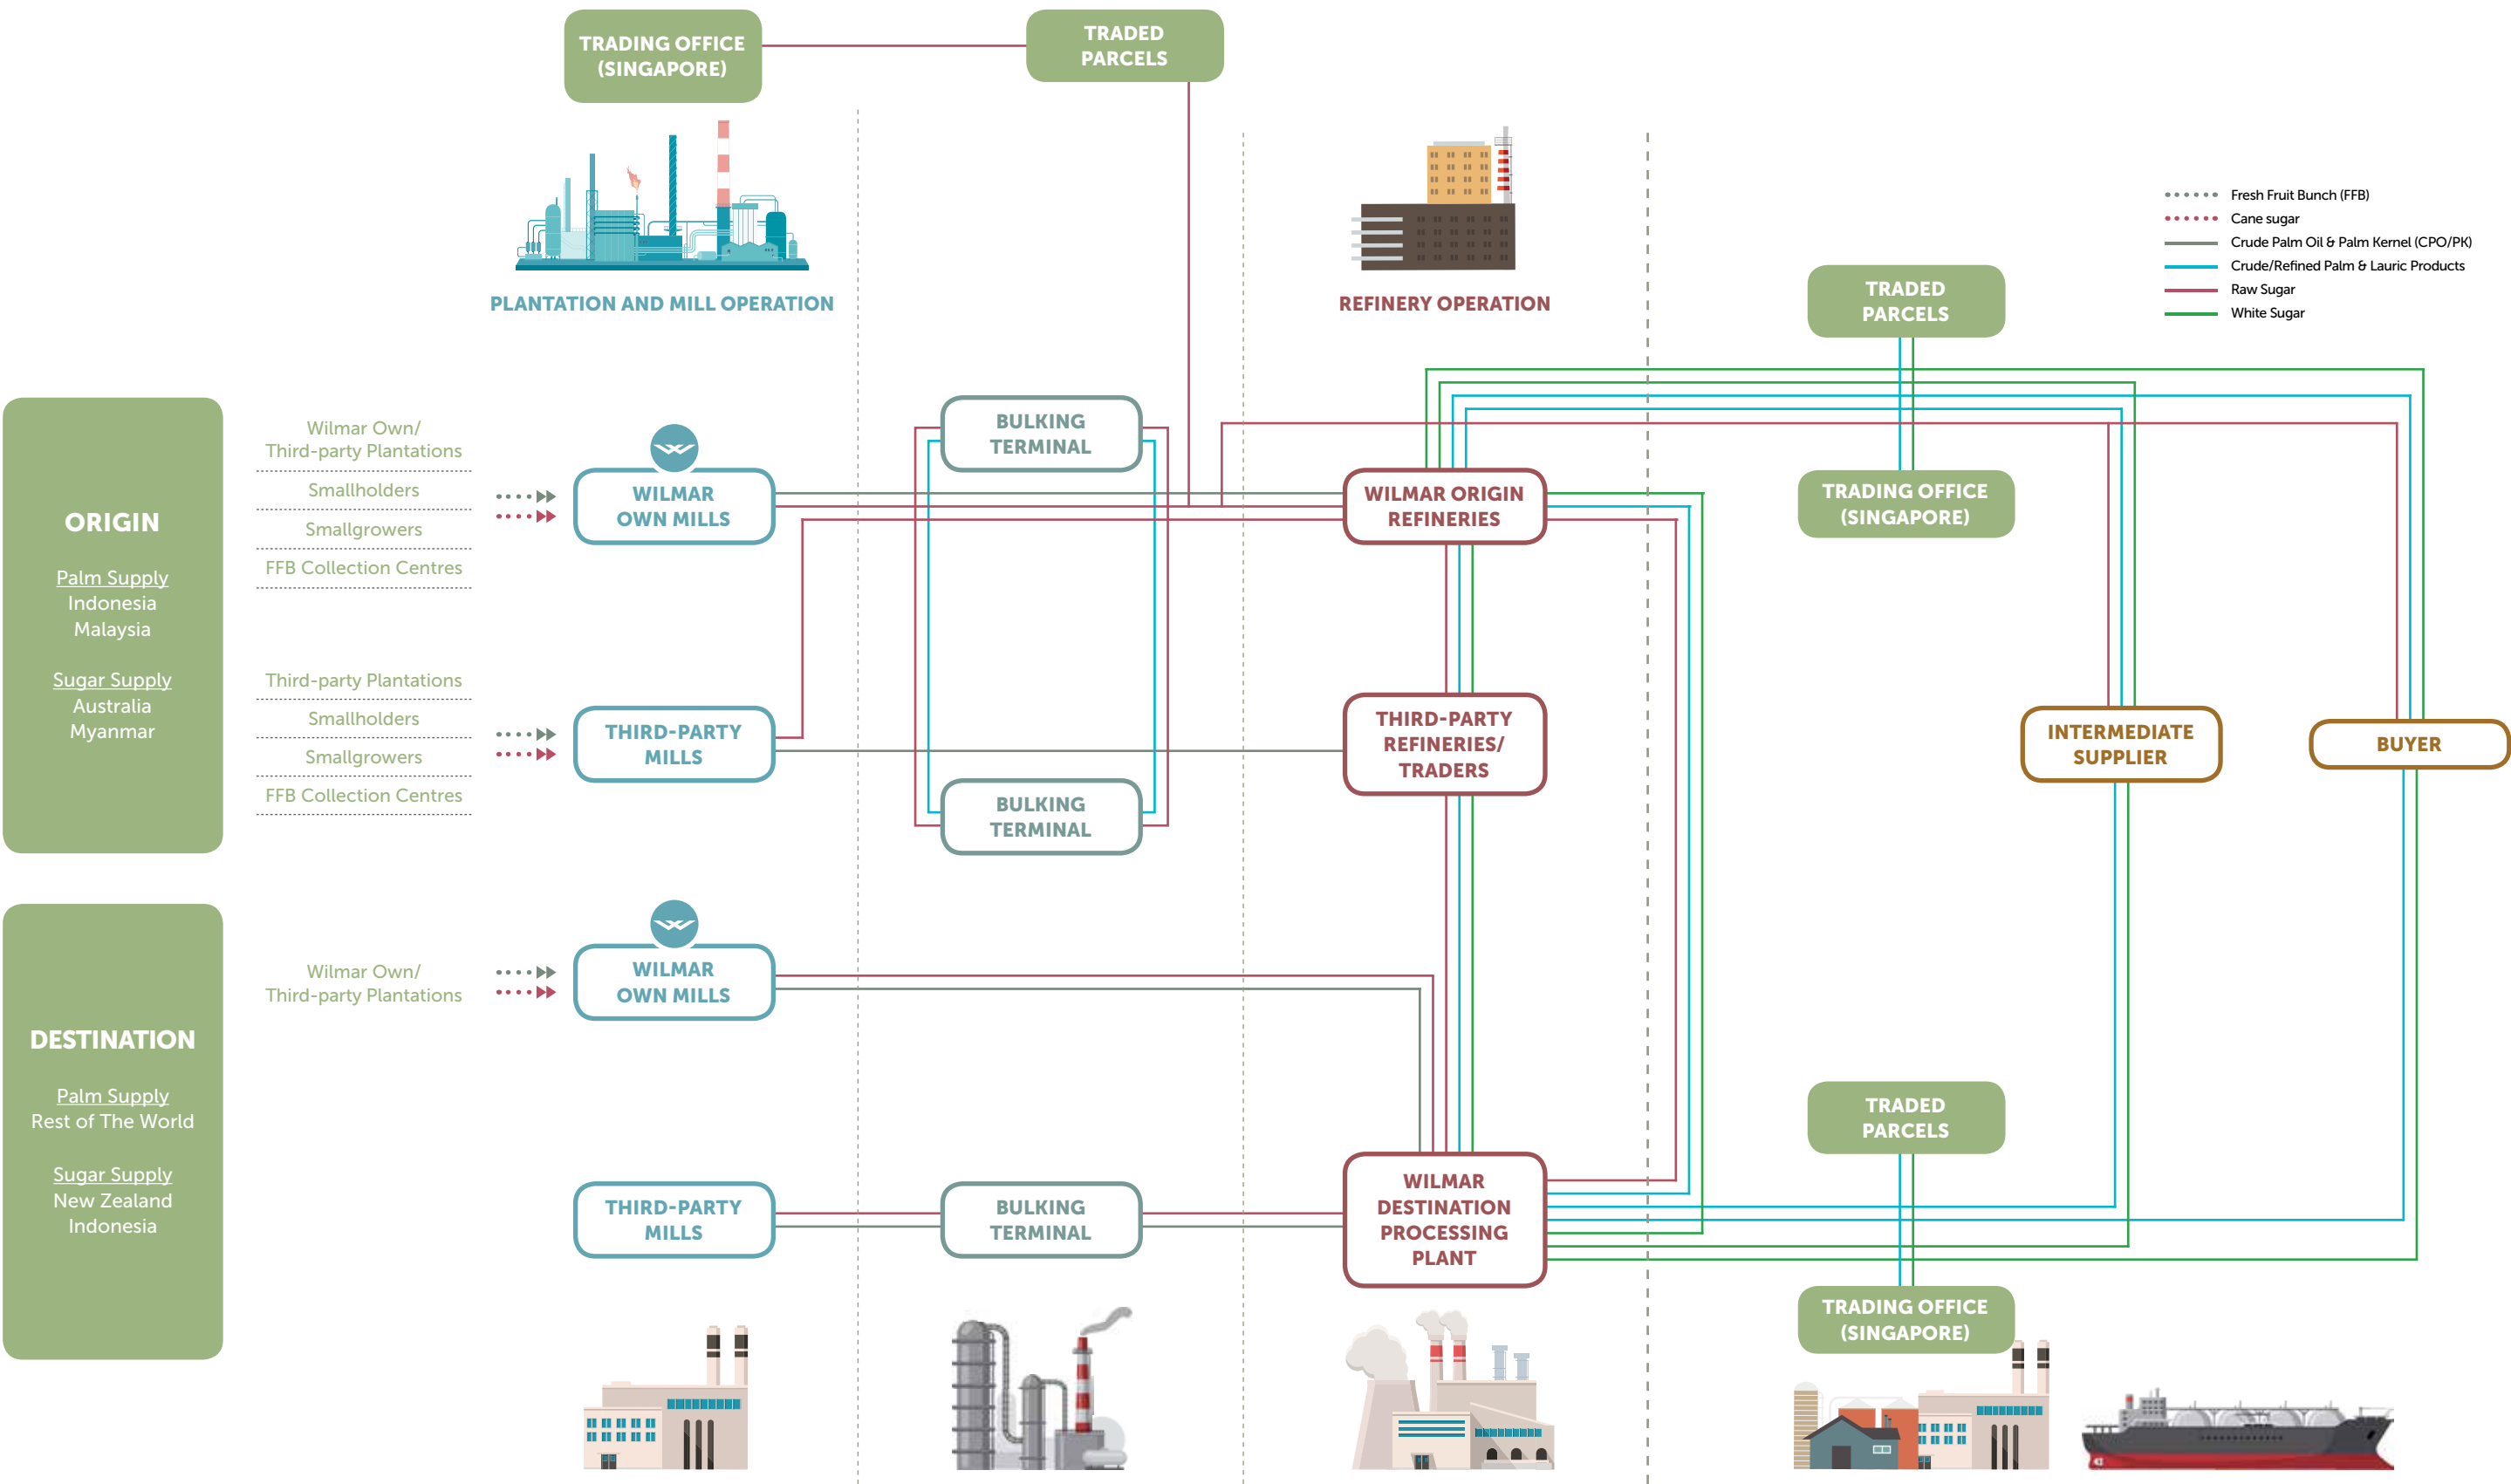 TRADING OFFICE
(SINGAPORE)
TRADED
PARCELS
PLANTATION AND MILL OPERATION
REFINERY OPERATION
Fresh Fruit Bunch (FFB)
Cane sugar
Crude Palm Oil & Palm Kernel (CPO/PK)
Crude/Refined Palm & Lauric Products
Raw Sugar
White Sugar
TRADED
PARCELS
TRADING OFFICE
(SINGAPORE)
ORIGIN
Palm Supply
Indonesia
Malaysia
Sugar Supply
Australia
Myanmar
Wilmar Own/
Third-party Plantations
Smallholders
Smallgrowers
FFB Collection Centres
WILMAR
OWN MILLS
BULKING
TERMINAL
WILMAR ORIGIN
REFINERIES
Third-party Plantations
Smallholders
Smallgrowers
FFB Collection Centres
THIRD-PARTY
MILLS
BULKING
TERMINAL
THIRD-PARTY
REFINERIES/
TRADERS
INTERMEDIATE
SUPPLIER
BUYER
DESTINATION
Palm Supply
Rest of The World
Sugar Supply
New Zealand
Indonesia
Wilmar Own/
Third-party Plantations
WILMAR
OWN MILLS
THIRD-PARTY
MILLS
BULKING
TERMINAL
WILMAR
DESTINATION
PROCESSING
PLANT
TRADED
PARCELS
TRADING OFFICE
(SINGAPORE)